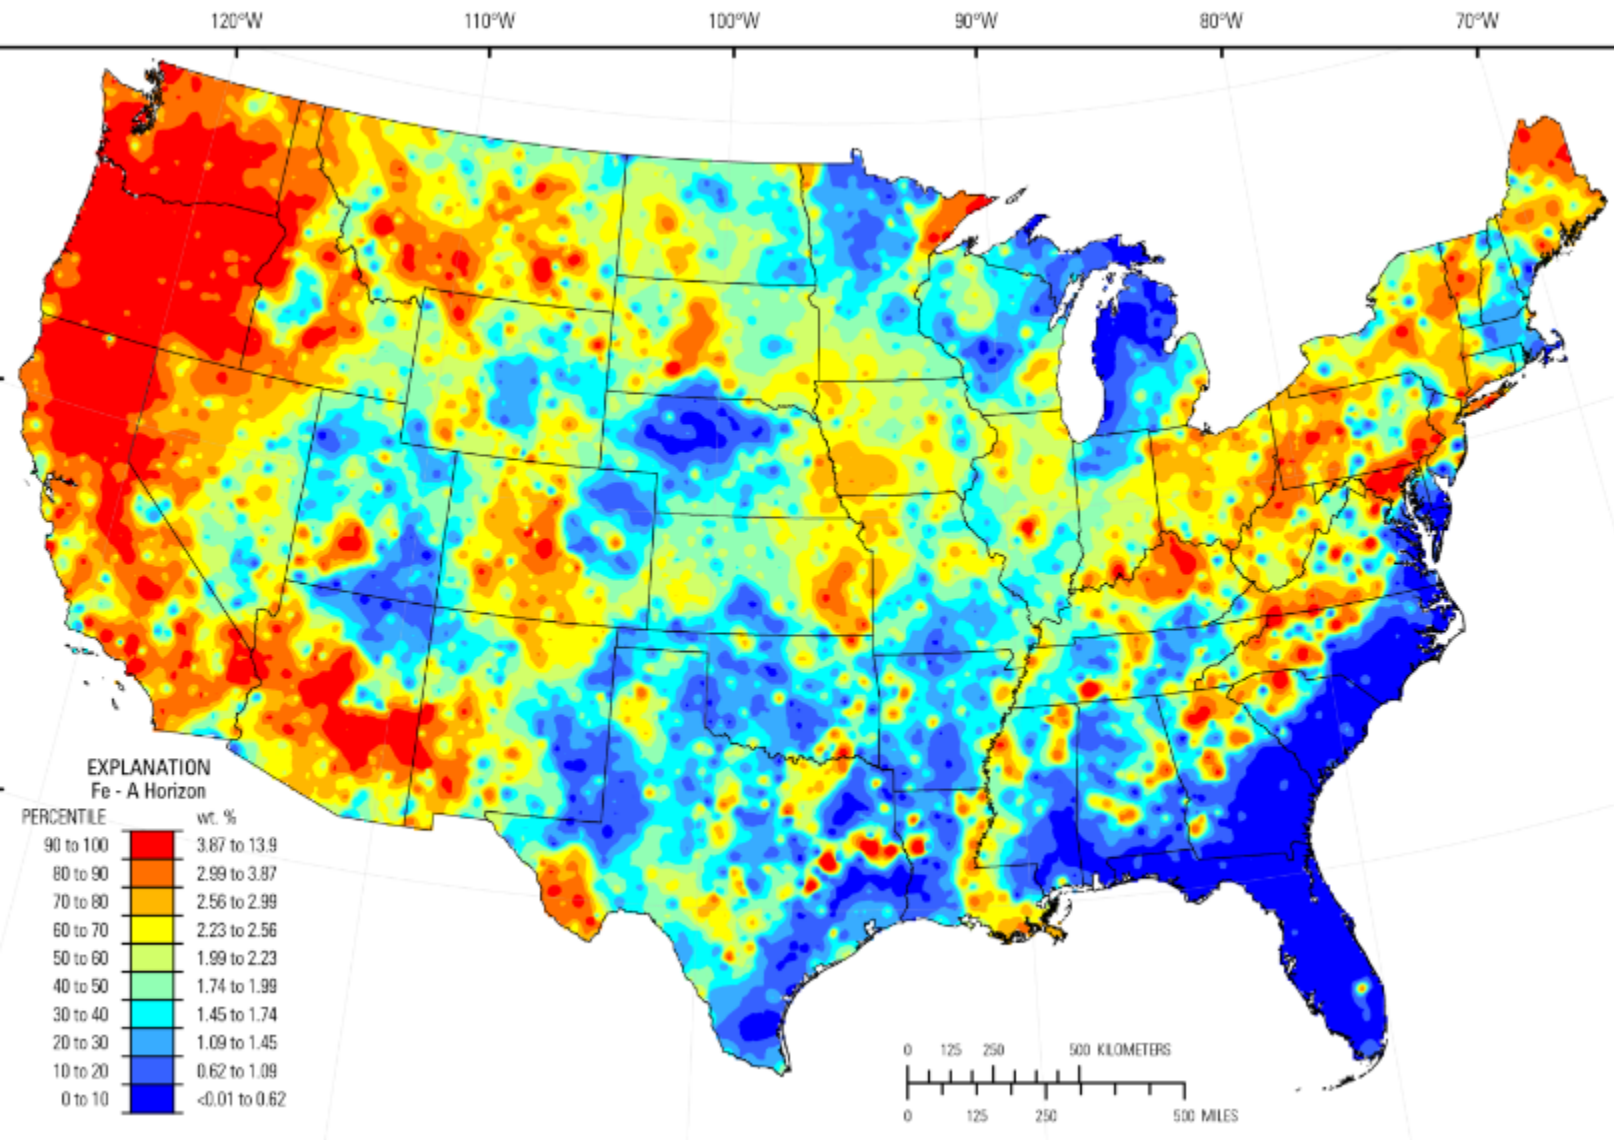 120°W 110°W 100°W 90°W 80°W 70°W
EXPLANATION
Fe - A Horizon
PERCENTILE wt. %
90 to 100 3.87 to 13.9
80 to 90 2.99 to 3.87
70 to 80 2.56 to 2.99
60 to 70 2.23 to 2.56
50 to 60 1.99 to 2.23
40 to 50 1.74 to 1.99
30 to 40 1.45 to 1.74
20 to 30 1.09 to 1.45
10 to 20 0.62 to 1.09
0 to 10 <0.01 to 0.62
0 125 250 500 KILOMETERS
0 125 250 500 MILES